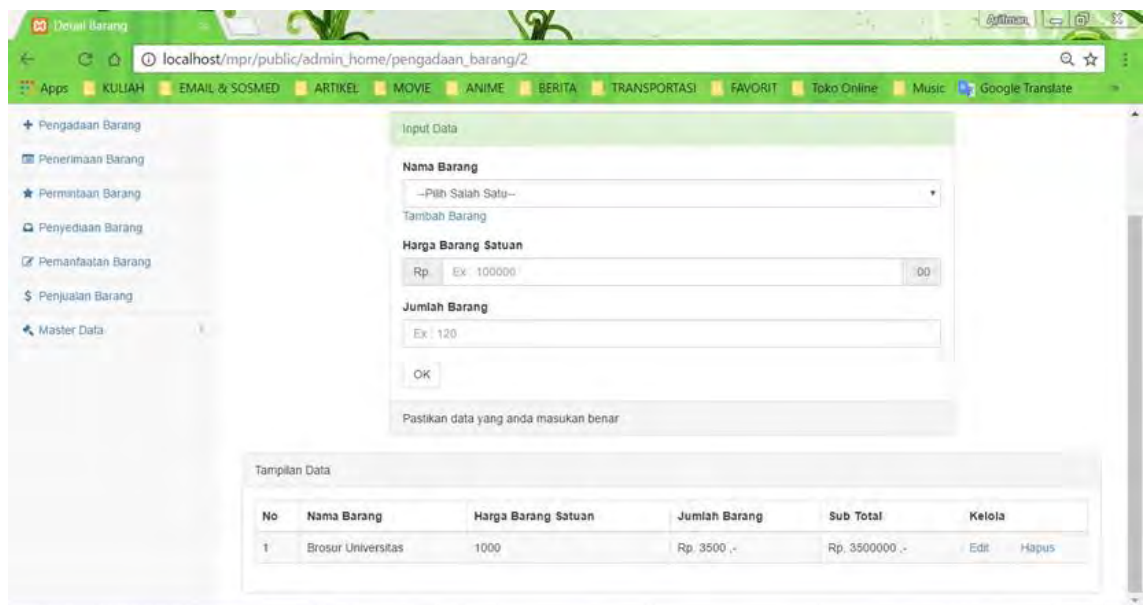 Detail Barang
localhost/mpr/public/admin_home/pengadaan_barang/2
Apps KULIAH EMAIL & SOSMED ARTIKEL MOVIE ANIME BERITA TRANSPORTASI FAVORIT Toko Online Music Google Translate
Pengadaan Barang
Penerimaan Barang
Permintaan Barang
Penyediaan Barang
Pemanfaatan Barang
$ Penjualan Barang
Master Data
Input Data
Nama Barang
--Pilih Salah Satu--
Tambah Barang
Harga Barang Satuan
Rp. Ex : 100000 00
Jumlah Barang
Ex : 120
OK
Pastikan data yang anda masukan benar
Tampilan Data
No Nama Barang Harga Barang Satuan Jumlah Barang Sub Total Kelola
1 Brosur Universitas 1000 Rp. 3500 ,- Rp. 3500000 ,- Edit Hapus